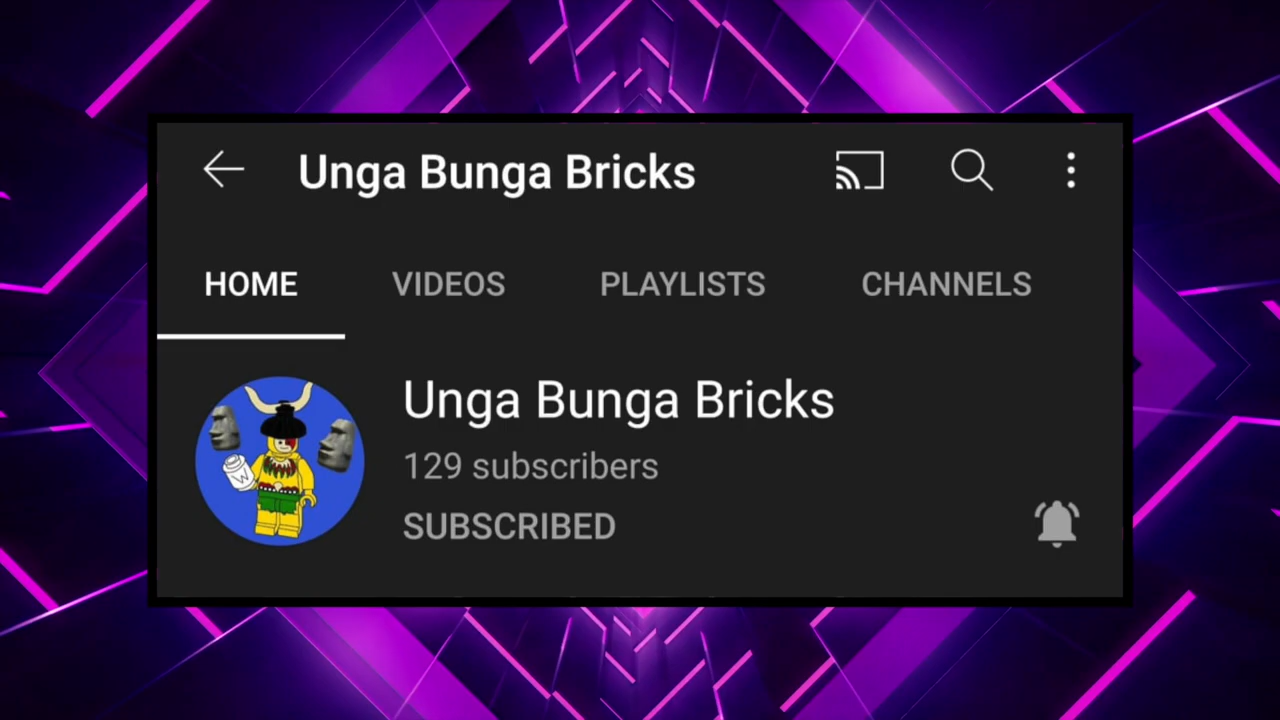 Unga Bunga Bricks
HOME VIDEOS PLAYLISTS CHANNELS
Unga Bunga Bricks
129 subscribers
SUBSCRIBED
W